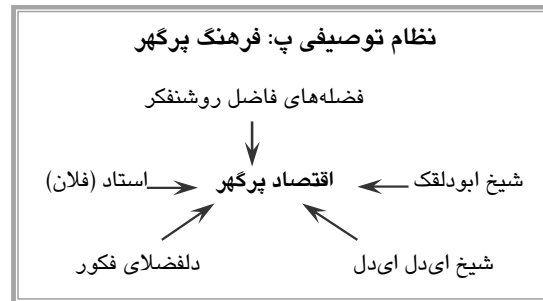 نظام توصیفی پ: فرهنگ پرگهر
فضله‌های فاضل روشنفکر
شیخ ابودلقک
اقتصاد پرگهر
استاد (فلان)
شیخ ای‌دل ای‌دل
دلفضلای فکور